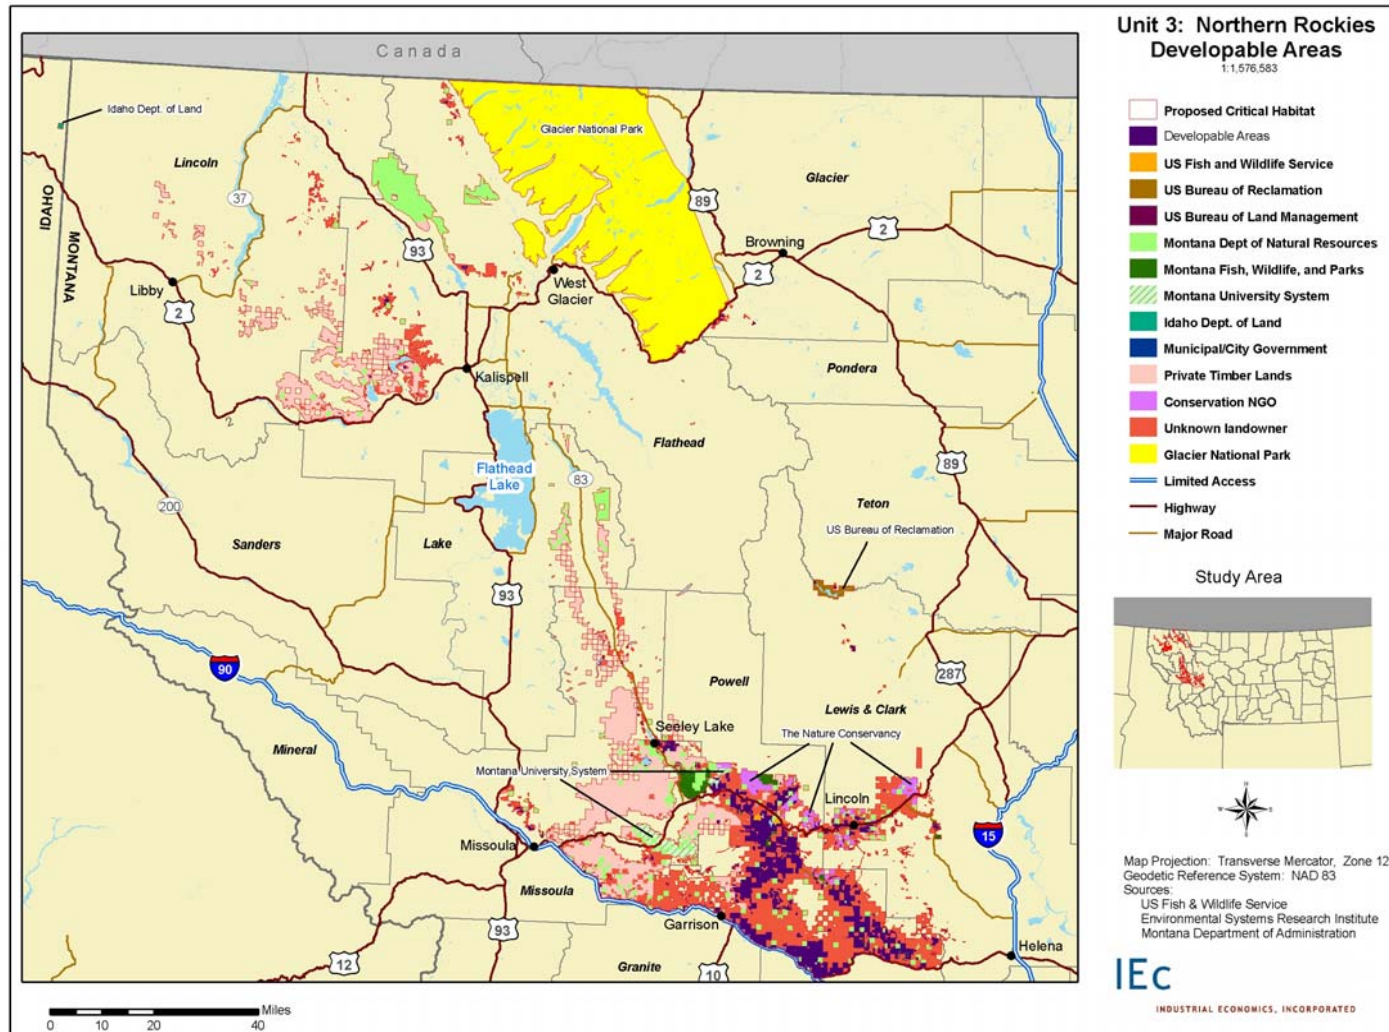 Canada
Idaho Dept. of Land
Glacier National Park
Lincoln
Glacier
IDAHO
MONTANA
37
89
93
2
Browning
2
West
Glacier
Libby
2
Pondera
Kalispell
2
Flathead
Flathead
Lake
83
89
200
Teton
US Bureau of Reclamation
Sanders
Lake
93
90
287
Powell
Lewis & Clark
Seeley Lake
The Nature Conservancy
Mineral
Montana University System
Lincoln
15
Missoula
Missoula
Garrison
93
Helena
12
Granite
10
Miles
0 10 20 40
Unit 3: Northern Rockies
Developable Areas
1:1,576,583
Proposed Critical Habitat
Developable Areas
US Fish and Wildlife Service
US Bureau of Reclamation
US Bureau of Land Management
Montana Dept of Natural Resources
Montana Fish, Wildlife, and Parks
Montana University System
Idaho Dept. of Land
Municipal/City Government
Private Timber Lands
Conservation NGO
Unknown landowner
Glacier National Park
Limited Access
Highway
Major Road
Study Area
Map Projection: Transverse Mercator, Zone 12
Geodetic Reference System: NAD 83
Sources:
US Fish & Wildlife Service
Environmental Systems Research Institute
Montana Department of Administration
IEc
INDUSTRIAL ECONOMICS, INCORPORATED